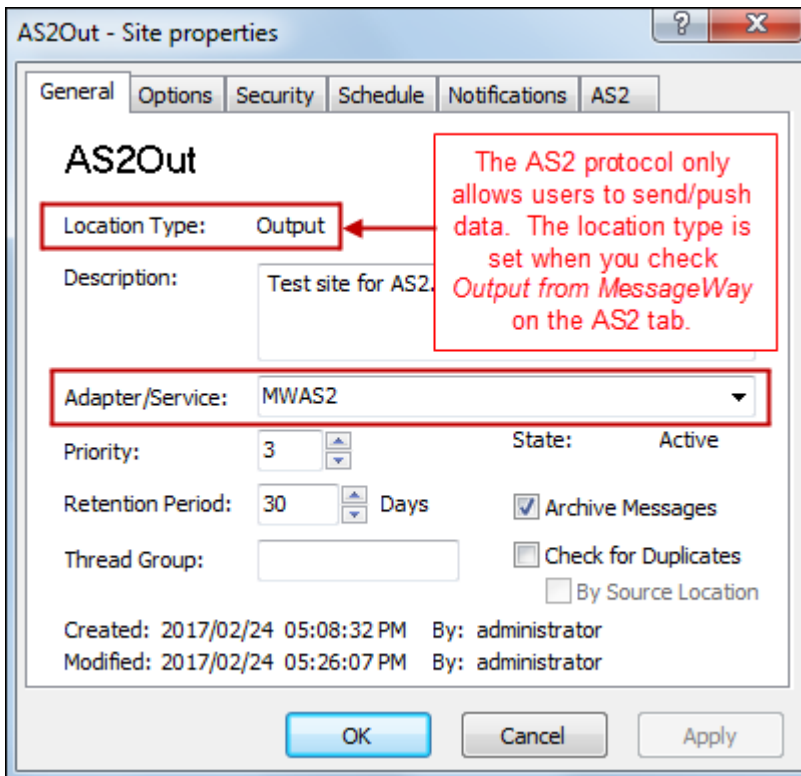 AS2Out - Site properties
?
x
General Options Security Schedule Notifications AS2
AS2Out
The AS2 protocol only
allows users to send/push
data. The location type is
set when you check
Output from MessageWay
on the AS2 tab.
Location Type: Output
Description: Test site for AS2.
Adapter/Service: MWAS2
Priority: 3 State: Active
Retention Period: 30 Days Archive Messages
Thread Group: Check for Duplicates
By Source Location
Created: 2017/02/24 05:08:32 PM By: administrator
Modified: 2017/02/24 05:26:07 PM By: administrator
OK Cancel Apply